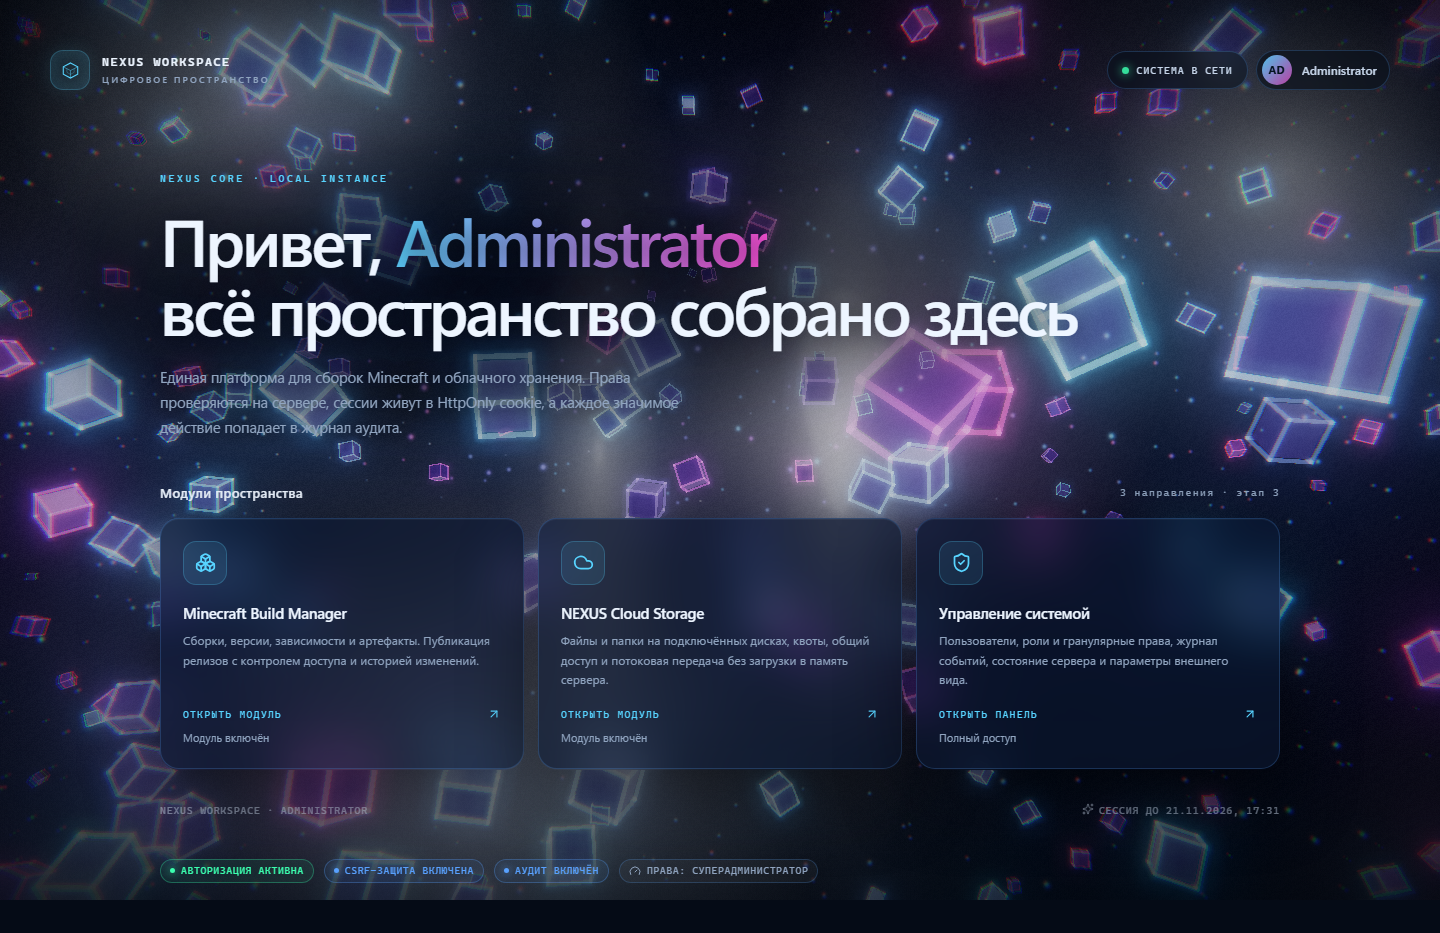 NEXUS WORKSPACE
ЦИФРОВОЕ ПРОСТРАНСТВО
СИСТЕМА В СЕТИ
AD
Administrator
NEXUS CORE · LOCAL INSTANCE
Привет, Administrator
всё пространство собрано здесь
Единая платформа для сборок Minecraft и облачного хранения. Права
проверяются на сервере, сессии живут в HttpOnly cookie, а каждое значимое
действие попадает в журнал аудита.
Модули пространства
3 направления · этап 3
Minecraft Build Manager
Сборки, версии, зависимости и артефакты. Публикация
релизов с контролем доступа и историей изменений.
ОТКРЫТЬ МОДУЛЬ
Модуль включён
NEXUS Cloud Storage
Файлы и папки на подключённых дисках, квоты, общий
доступ и потоковая передача без загрузки в память
сервера.
ОТКРЫТЬ МОДУЛЬ
Модуль включён
Управление системой
Пользователи, роли и гранулярные права, журнал
событий, состояние сервера и параметры внешнего
вида.
ОТКРЫТЬ ПАНЕЛЬ
Полный доступ
NEXUS WORKSPACE · ADMINISTRATOR
СЕССИЯ ДО 21.11.2026, 17:31
АВТОРИЗАЦИЯ АКТИВНА
CSRF-ЗАЩИТА ВКЛЮЧЕНА
АУДИТ ВКЛЮЧЁН
ПРАВА: СУПЕРАДМИНИСТРАТОР